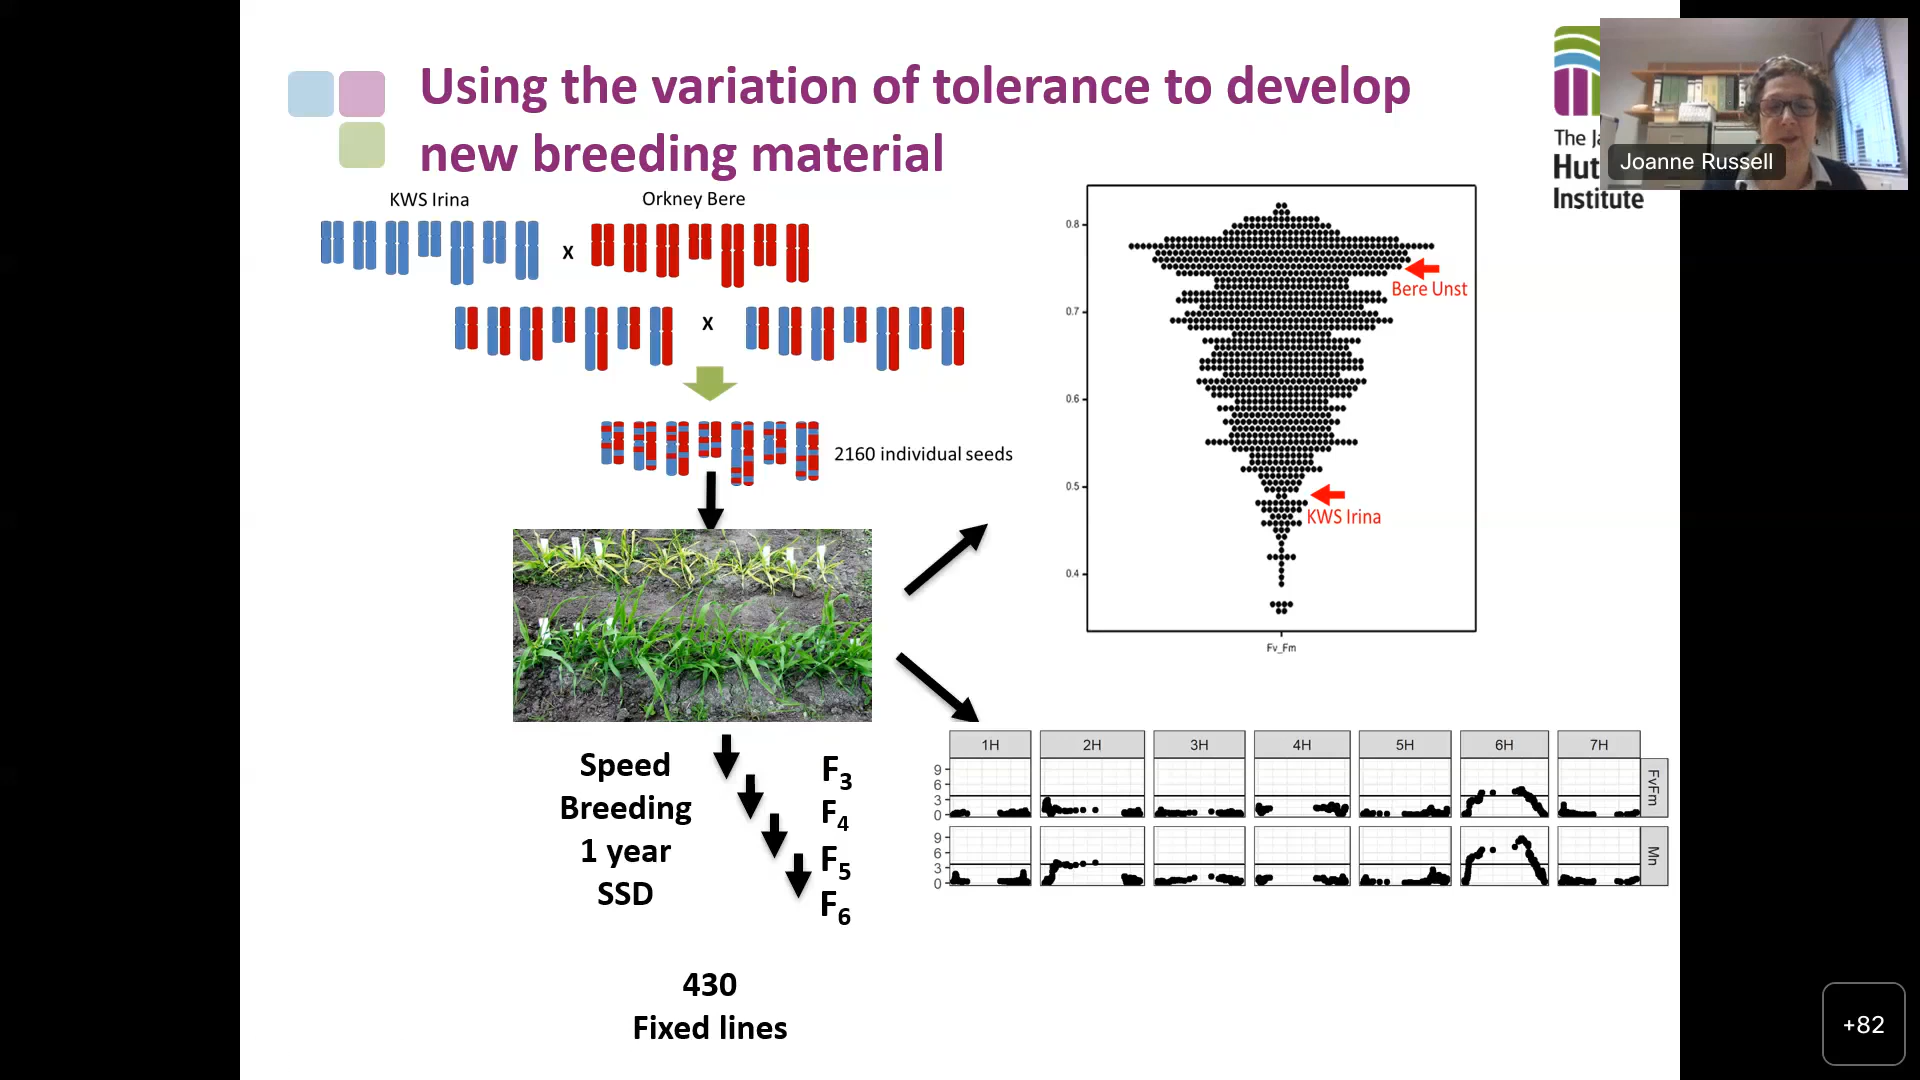 Using the variation of tolerance to develop
new breeding material
The Ja
Hut
Institute
Joanne Russell
KWS Irina
Orkney Bere
x
x
2160 individual seeds
0.8
0.7
0.6
0.5
0.4
Bere Unst
KWS Irina
Fv_Fm
Speed
Breeding
1 year
SSD
F3
F4
F5
F6
430
Fixed lines
1H 2H 3H 4H 5H 6H 7H
9
6
3
0
FvFm
9
6
3
0
Mn
+82